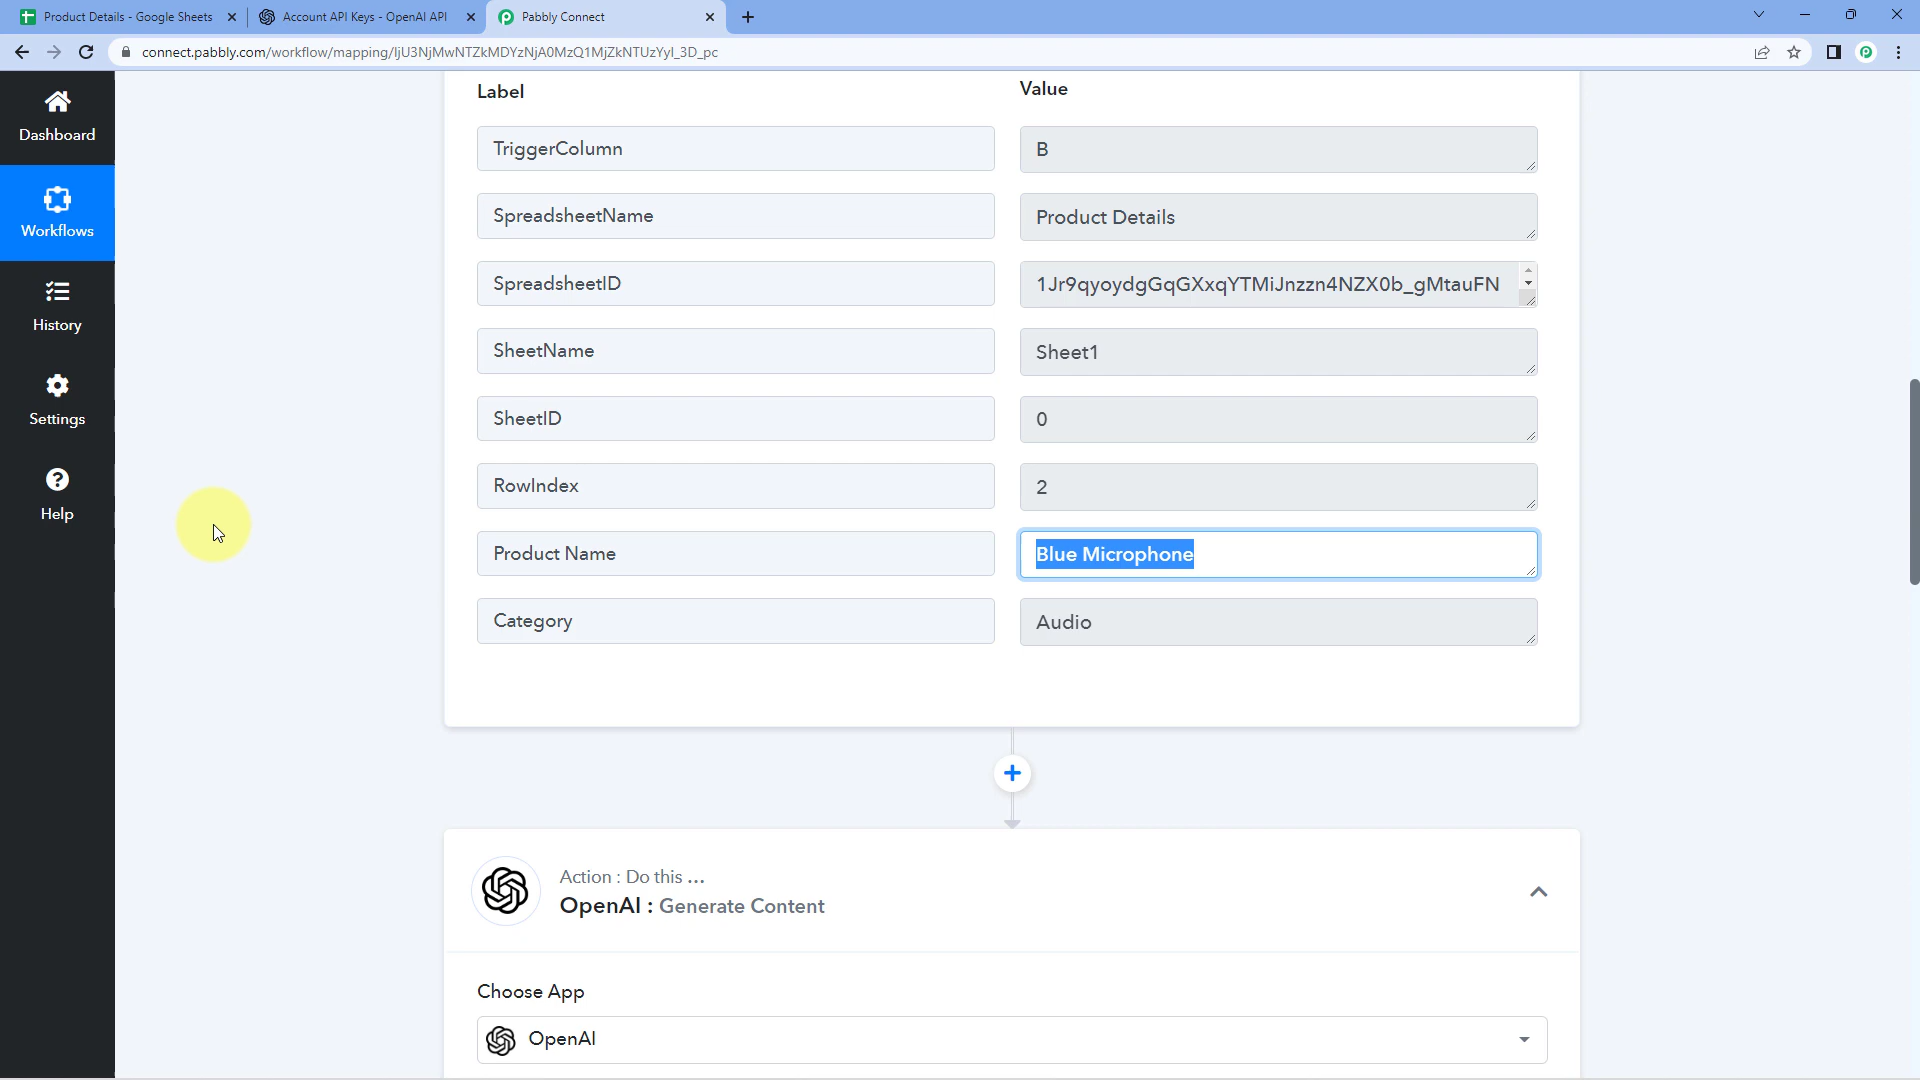 Product Details - Google Sheets
Account API Keys - OpenAI API
Pabbly Connect
connect.pabbly.com/workflow/mapping/IjU3NjMwNTZkMDYzNjA0MzQ1MjZkNTUzYyI_3D_pc
Dashboard
Workflows
History
Settings
Help
Label Value
TriggerColumn B
SpreadsheetName Product Details
SpreadsheetID 1Jr9qyoydgGqGXxqYTMiJnzzn4NZX0b_gMtauFN
SheetName Sheet1
SheetID 0
RowIndex 2
Product Name Blue Microphone
Category Audio
Action : Do this ...
OpenAI : Generate Content
Choose App
OpenAI